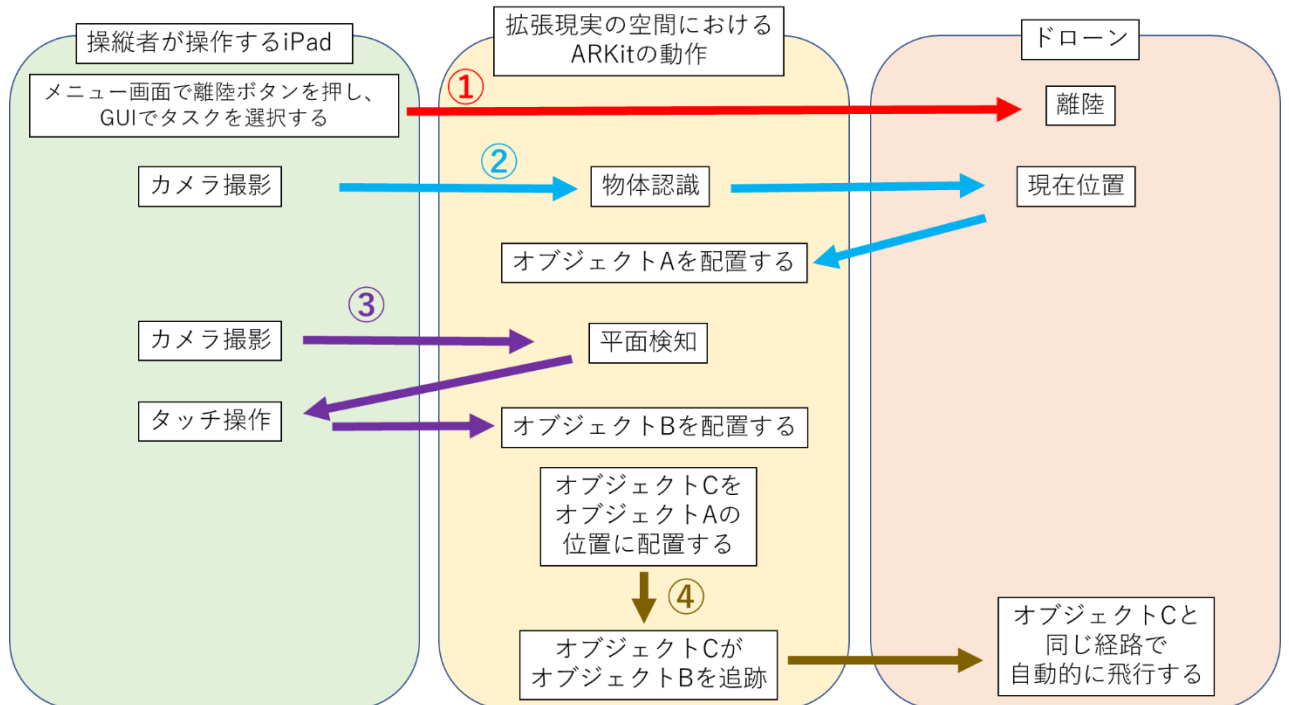 操縦者が操作するiPad
拡張現実の空間における
ARKitの動作
ドローン
メニュー画面で離陸ボタンを押し、
GUIでタスクを選択する
①
離陸
カメラ撮影
②
物体認識
現在位置
オブジェクトAを配置する
③
カメラ撮影
平面検知
タッチ操作
オブジェクトBを配置する
オブジェクトCを
オブジェクトAの
位置に配置する
④
オブジェクトCが
オブジェクトBを追跡
オブジェクトCと
同じ経路で
自動的に飛行する